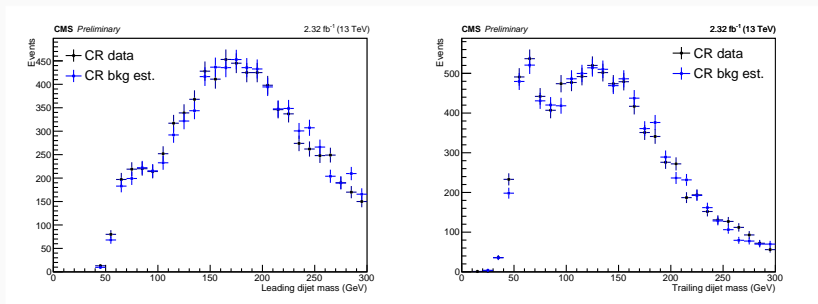 CMS Preliminary 2.32 fb⁻¹ (13 TeV)
Events
CR data
CR bkg est.
450
400
350
300
250
200
150
100
50
0
0 50 100 150 200 250 300
Leading dijet mass (GeV)
CMS Preliminary 2.32 fb⁻¹ (13 TeV)
Events
CR data
CR bkg est.
500
400
300
200
100
0
0 50 100 150 200 250 300
Trailing dijet mass (GeV)